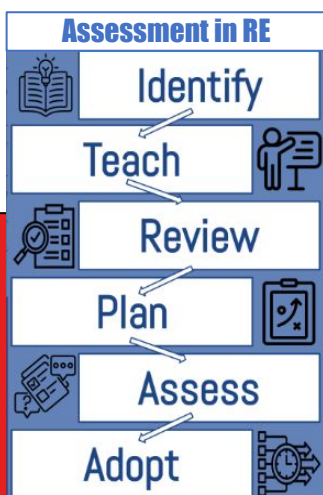 Assessment in RE
Identify
Teach
Review
Plan
Assess
Adopt